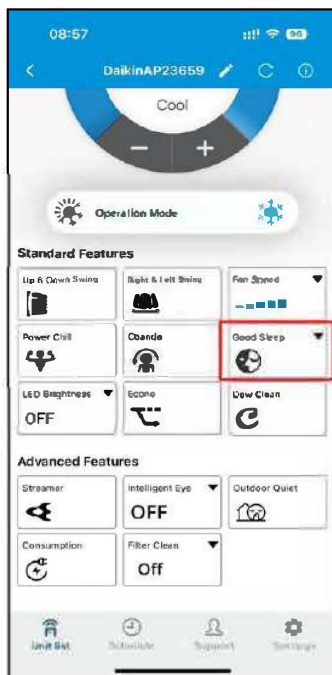 08:57
96
DaikinAP23659
Cool
Operation Mode
Standard Features
Up & Down Swing
Right & Left Swing
Fan Speed
Power Chill
Coanda
Good Sleep
LED Brightness
OFF
Econo
Dew Clean
Advanced Features
Streamer
Intelligent Eye
OFF
Outdoor Quiet
Consumption
Filter Clean
Off
Unit list
Schedule
Support
Settings